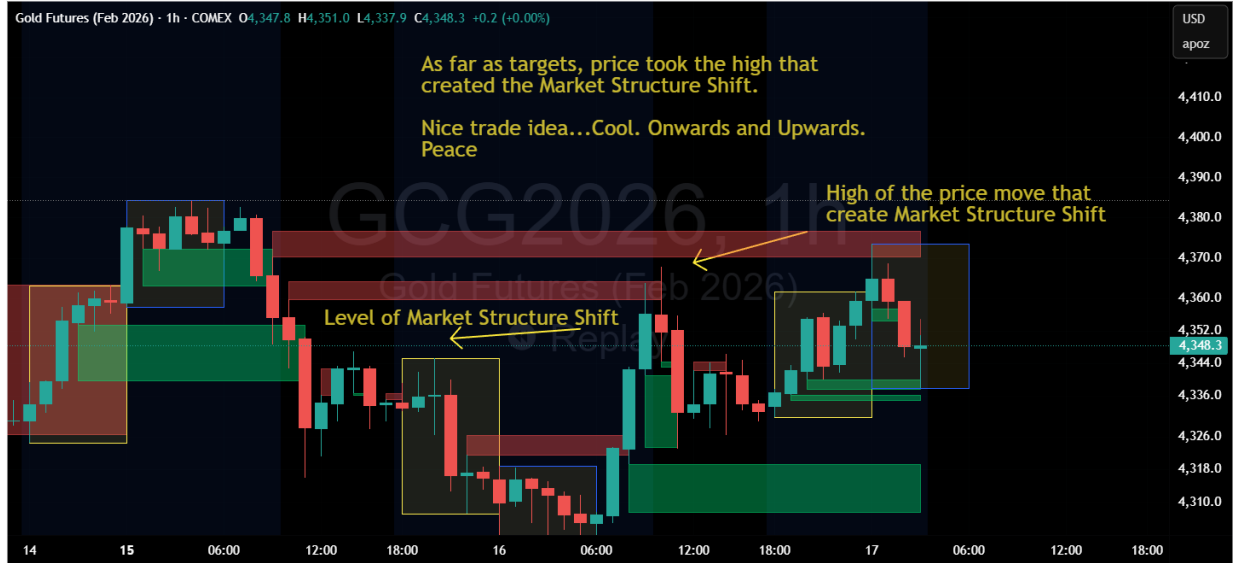 Gold Futures (Feb 2026) · 1h · COMEX O4,347.8 H4,351.0 L4,337.9 C4,348.3 +0.2 (+0.00%)
USD
apoz
As far as targets, price took the high that
created the Market Structure Shift.
Nice trade idea...Cool. Onwards and Upwards.
Peace
High of the price move that
create Market Structure Shift
GCG2026, 1h
Gold Futures (Feb 2026)
Level of Market Structure Shift
Replay
4,410.0
4,400.0
4,390.0
4,380.0
4,370.0
4,360.0
4,352.0
4,348.3
4,344.0
4,336.0
4,326.0
4,318.0
4,310.0
14 15 06:00 12:00 18:00 16 06:00 12:00 18:00 17 06:00 12:00 18:00